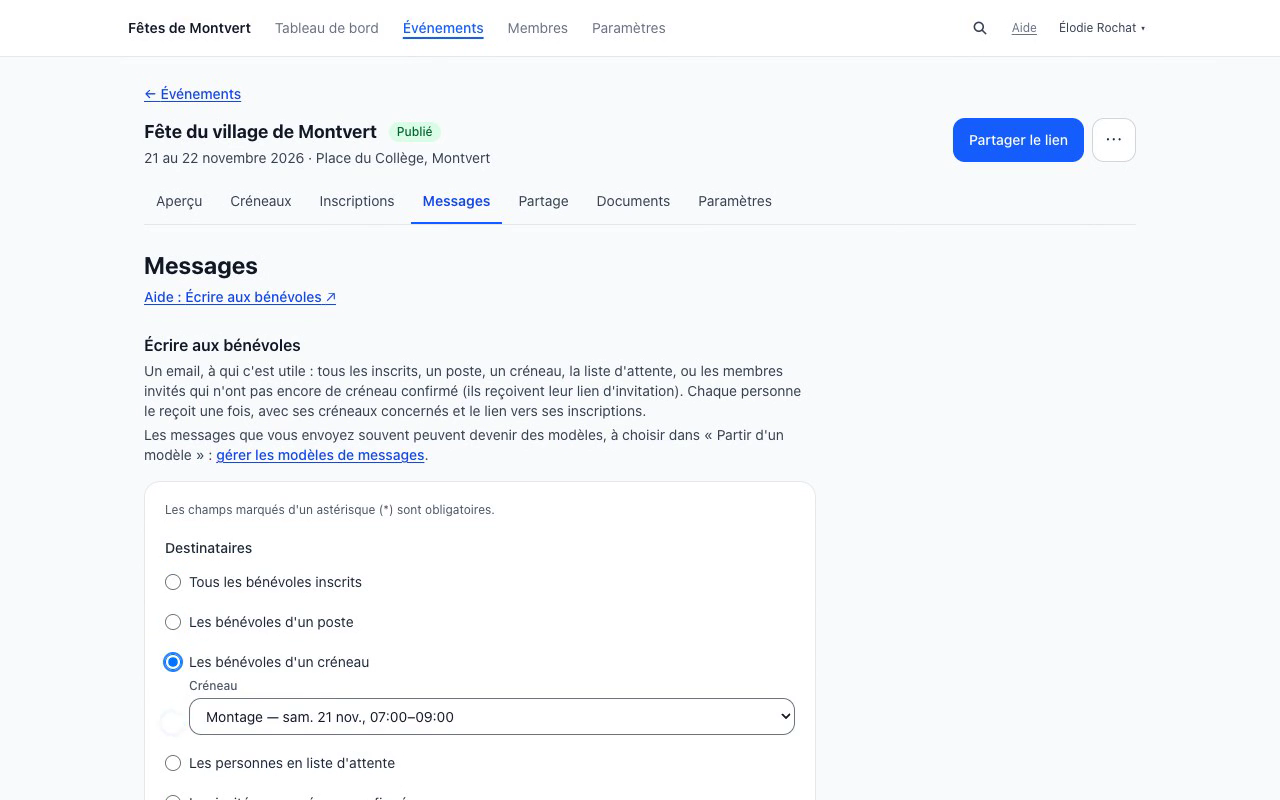 Fêtes de Montvert Tableau de bord Événements Membres Paramètres Aide Élodie Rochat ▾
← Événements
Fête du village de Montvert Publié
21 au 22 novembre 2026 · Place du Collège, Montvert
Partager le lien ···
Aperçu Créneaux Inscriptions Messages Partage Documents Paramètres
Messages
Aide : Écrire aux bénévoles ↗
Écrire aux bénévoles
Un email, à qui c'est utile : tous les inscrits, un poste, un créneau, la liste d'attente, ou les membres
invités qui n'ont pas encore de créneau confirmé (ils reçoivent leur lien d'invitation). Chaque personne
le reçoit une fois, avec ses créneaux concernés et le lien vers ses inscriptions.
Les messages que vous envoyez souvent peuvent devenir des modèles, à choisir dans « Partir d'un
modèle » : gérer les modèles de messages.
Les champs marqués d'un astérisque (*) sont obligatoires.
Destinataires
Tous les bénévoles inscrits
Les bénévoles d'un poste
Les bénévoles d'un créneau
Créneau
Montage — sam. 21 nov., 07:00–09:00
Les personnes en liste d'attente